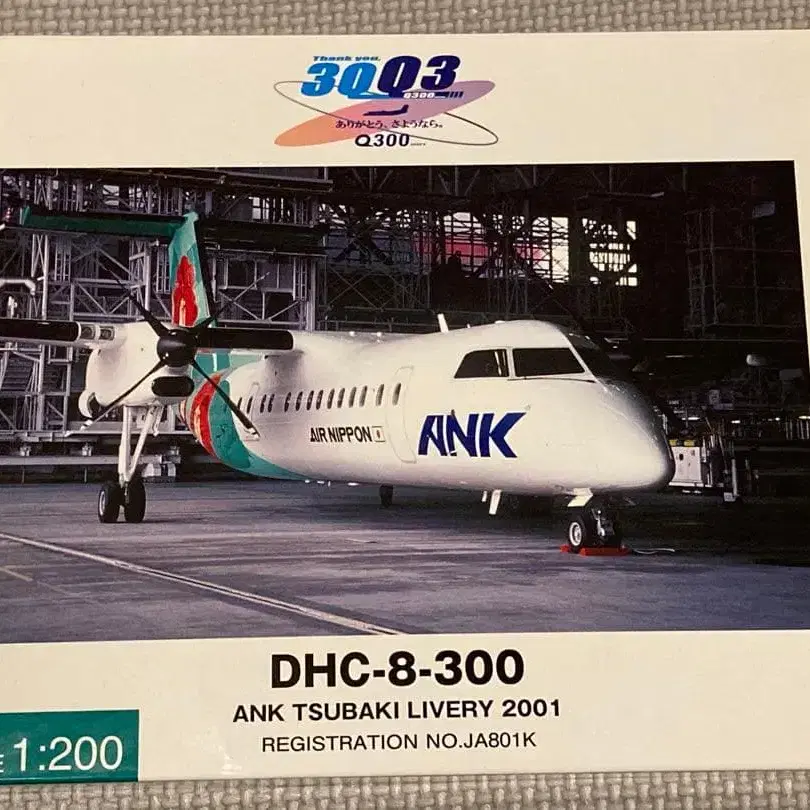 Thank you,
3QQ3
Q300
ありがとう、さようなら。
Q300
AIR NIPPON
ANK
DHC-8-300
ANK TSUBAKI LIVERY 2001
REGISTRATION NO.JA801K
1:200